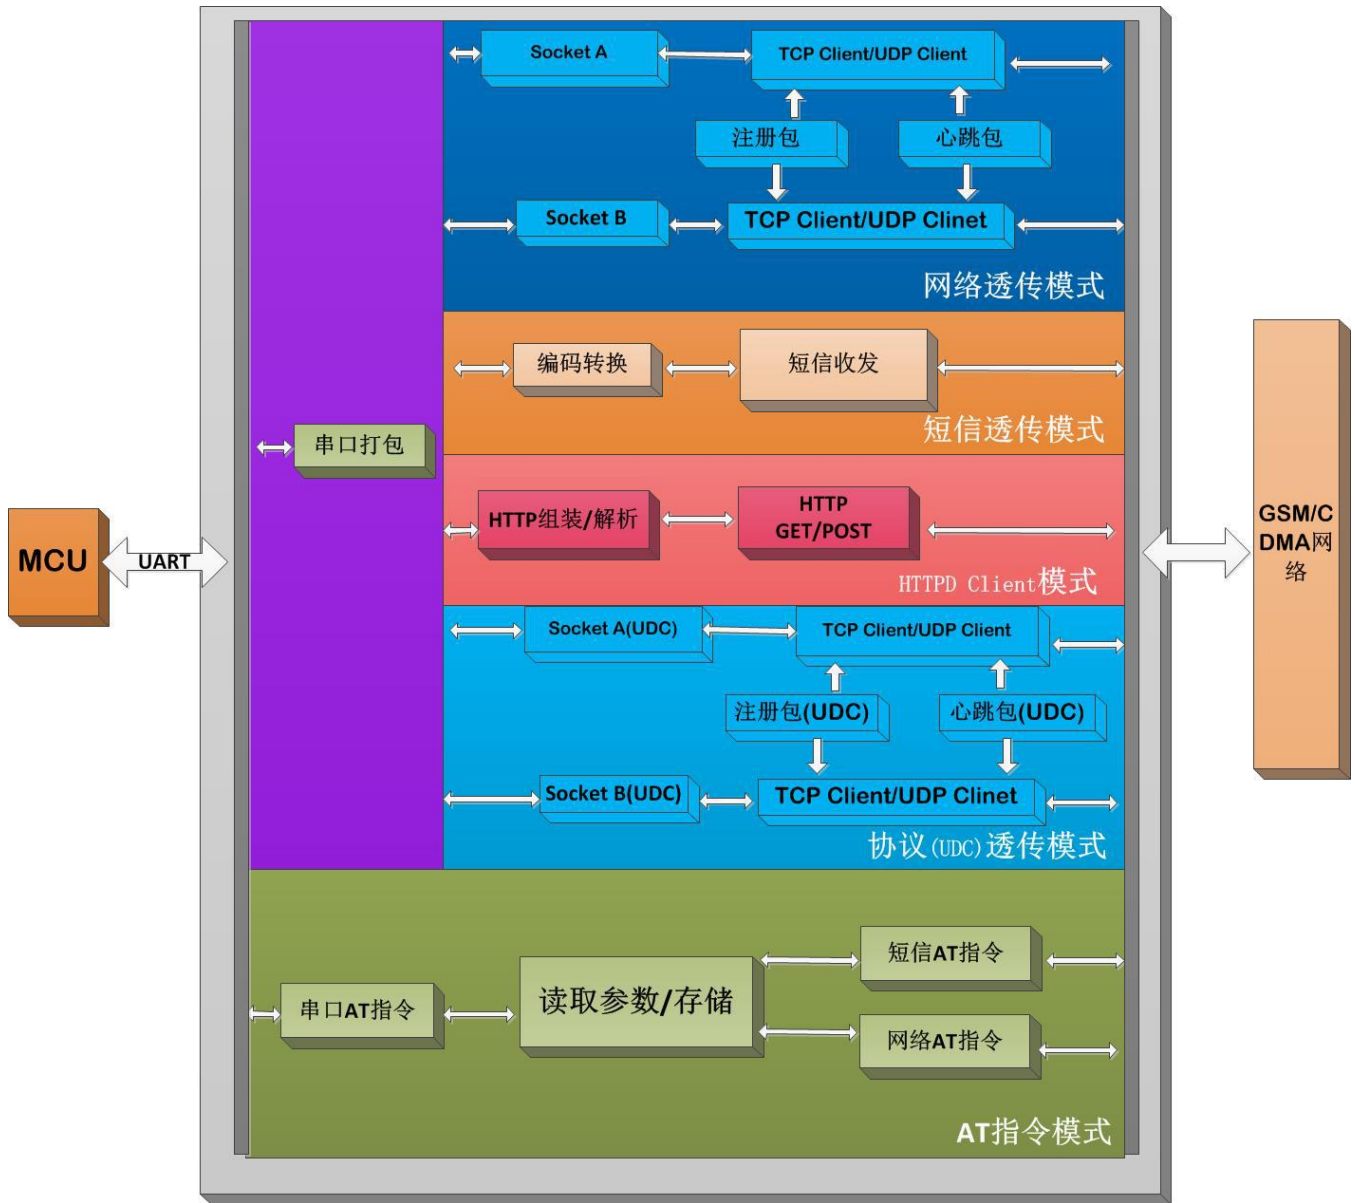 Socket A
TCP Client/UDP Client
注册包
心跳包
Socket B
TCP Client/UDP Clinet
网络透传模式
编码转换
短信收发
短信透传模式
串口打包
HTTP组装/解析
HTTP
GET/POST
HTTPD Client模式
MCU
UART
GSM/C
DMA网
络
Socket A(UDC)
TCP Client/UDP Client
注册包(UDC)
心跳包(UDC)
Socket B(UDC)
TCP Client/UDP Clinet
协议(UDC)透传模式
串口AT指令
读取参数/存储
短信AT指令
网络AT指令
AT指令模式